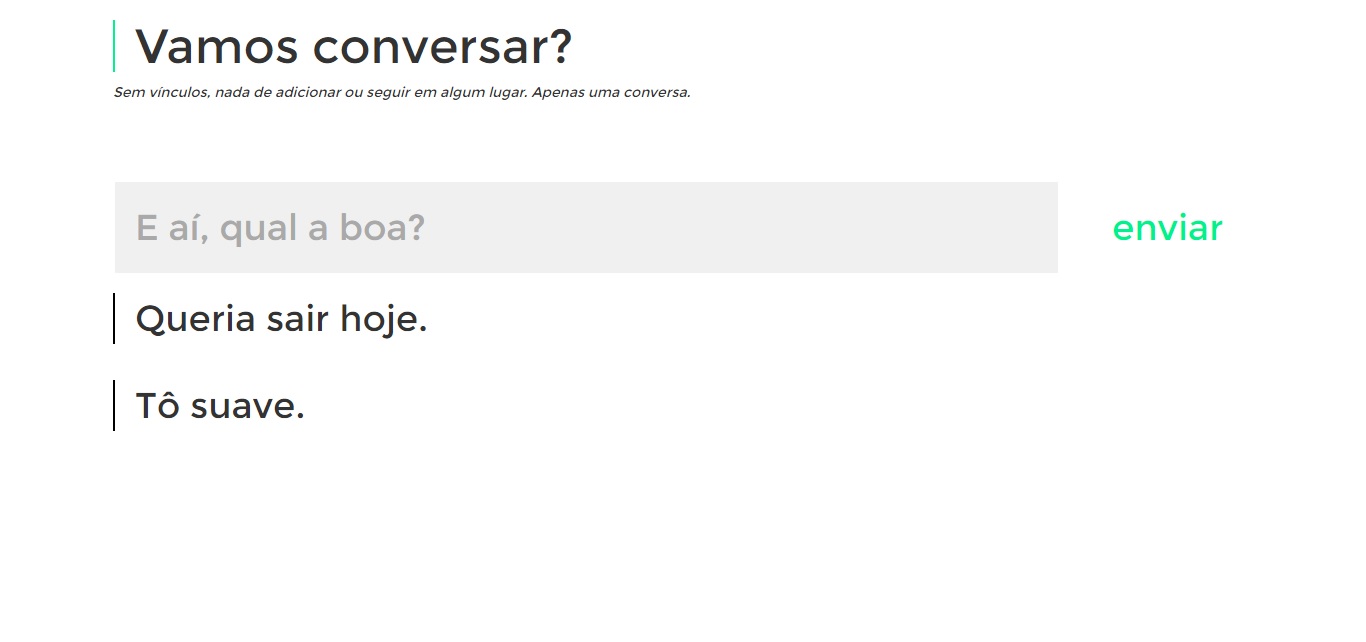 Vamos conversar?
Sem vínculos, nada de adicionar ou seguir em algum lugar. Apenas uma conversa.
E aí, qual a boa?
enviar
Queria sair hoje.
Tô suave.